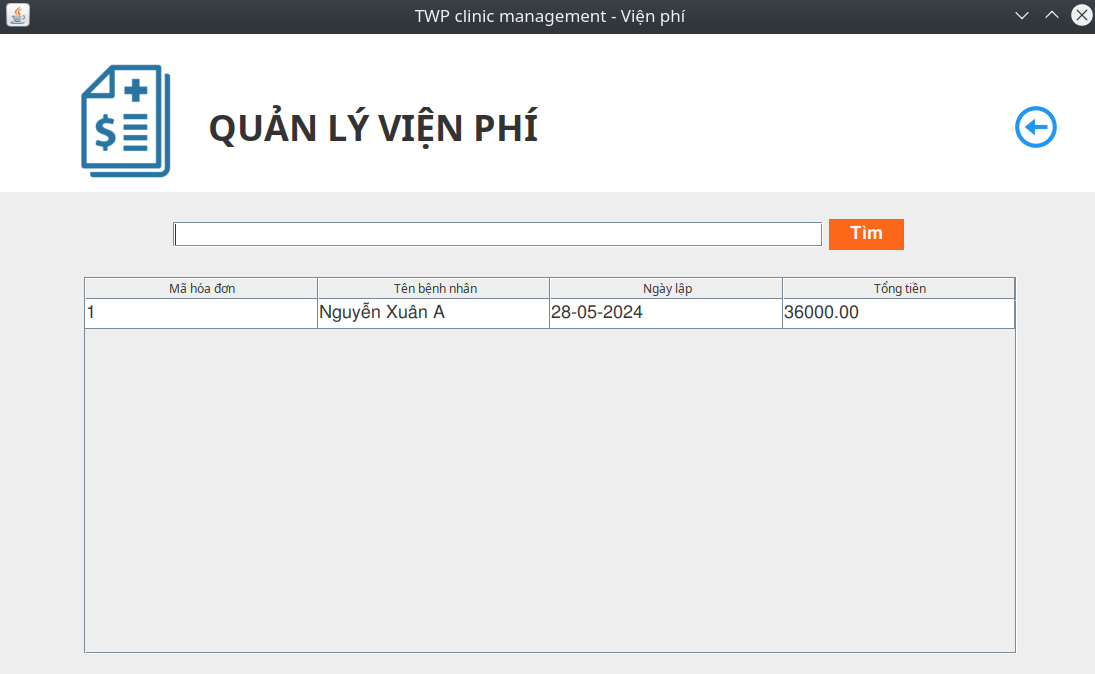 TWP clinic management - Viện phí
QUẢN LÝ VIỆN PHÍ
Tìm
Mã hóa đơn Tên bệnh nhân Ngày lập Tổng tiền
1 Nguyễn Xuân A 28-05-2024 36000.00